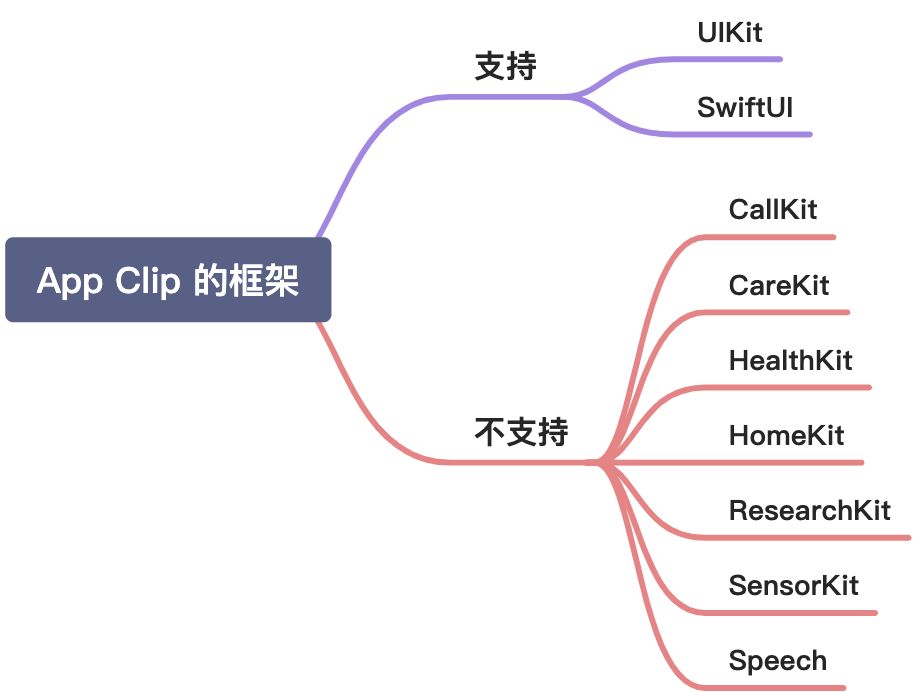 App Clip 的框架
支持
UIKit
SwiftUI
不支持
CallKit
CareKit
HealthKit
HomeKit
ResearchKit
SensorKit
Speech